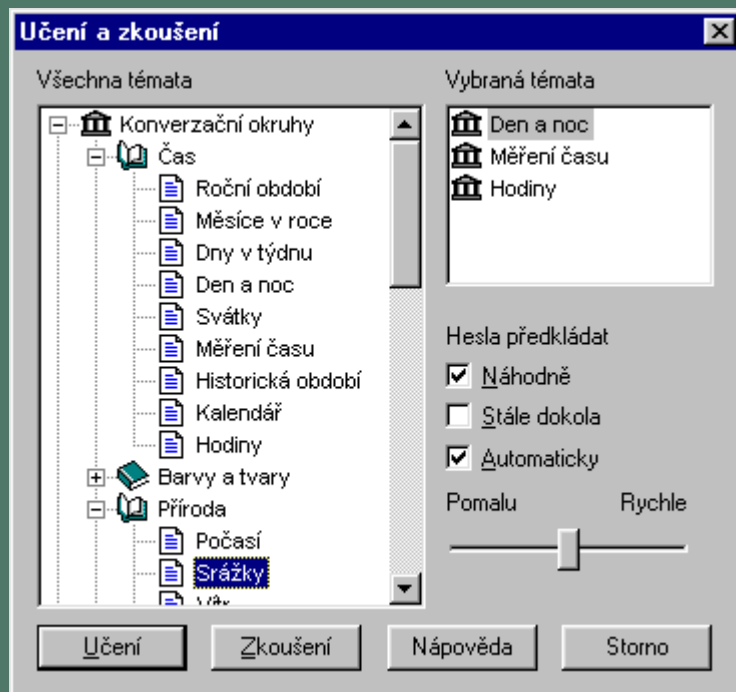 Učení a zkoušení
Všechna témata
Konverzační okruhy
Čas
Roční období
Měsíce v roce
Dny v týdnu
Den a noc
Svátky
Měření času
Historická období
Kalendář
Hodiny
Barvy a tvary
Příroda
Počasí
Srážky
Vybraná témata
Den a noc
Měření času
Hodiny
Hesla předkládat
Náhodně
Stále dokola
Automaticky
Pomalu Rychle
Učení Zkoušení Nápověda Storno